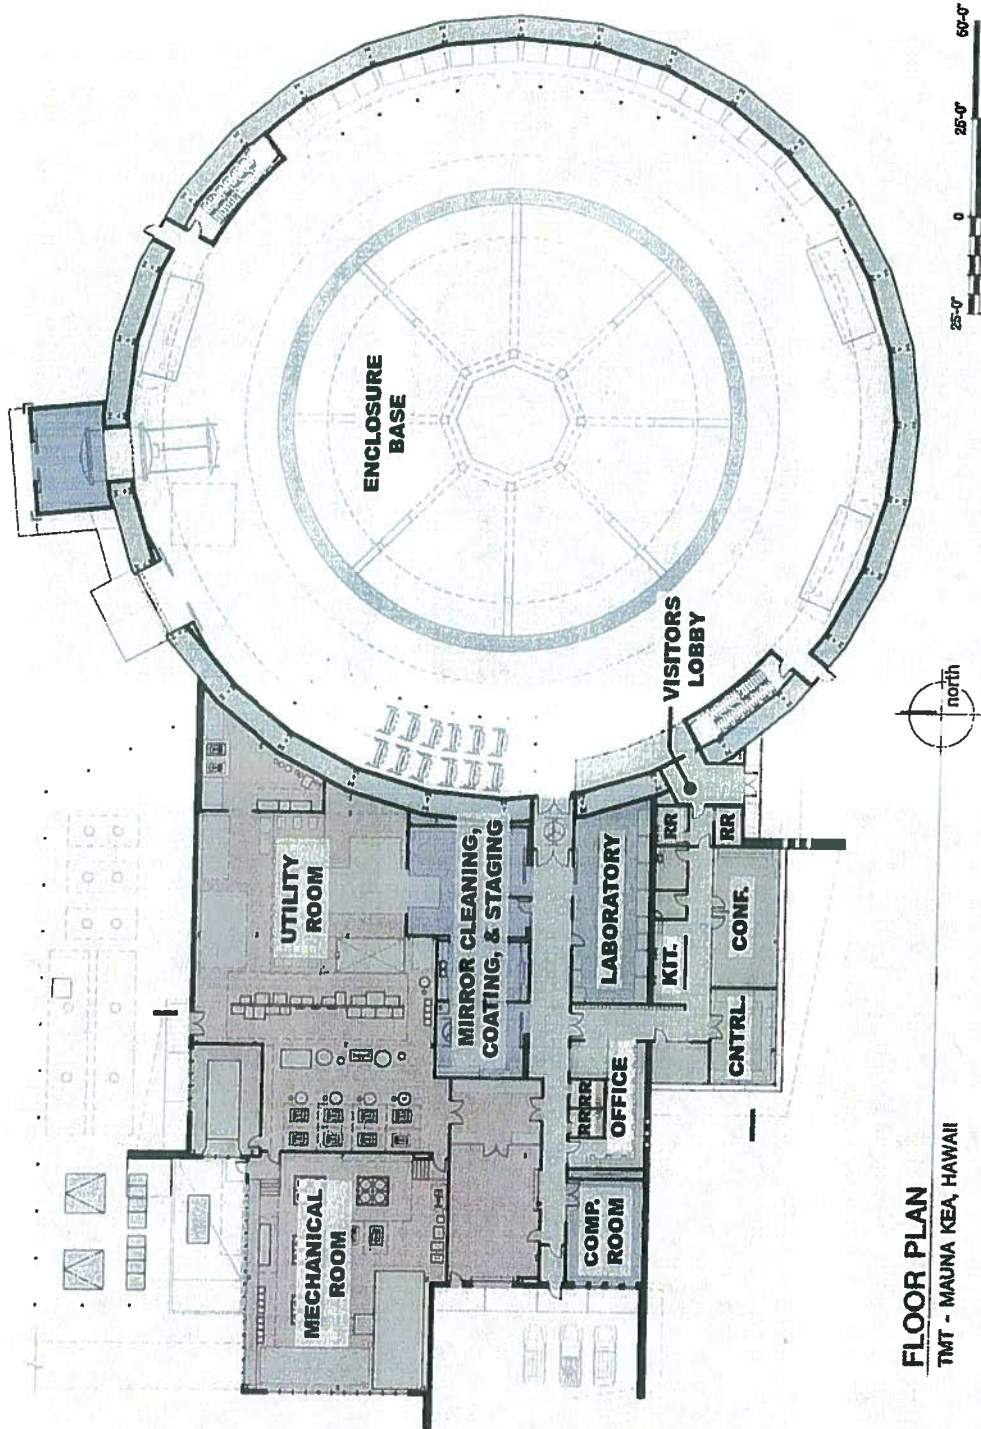 ENCLOSURE
BASE
VISITORS
LOBBY
UTILITY
ROOM
MIRROR CLEANING,
COATING, & STAGING
LABORATORY
RR
RR
KIT.
CONF.
CNTRL.
OFFICE
RR
RR
MECHANICAL
ROOM
COMP.
ROOM
FLOOR PLAN
TMT - MAUNA KEA, HAWAII
north
25'-0"
0
25'-0"
50'-0"